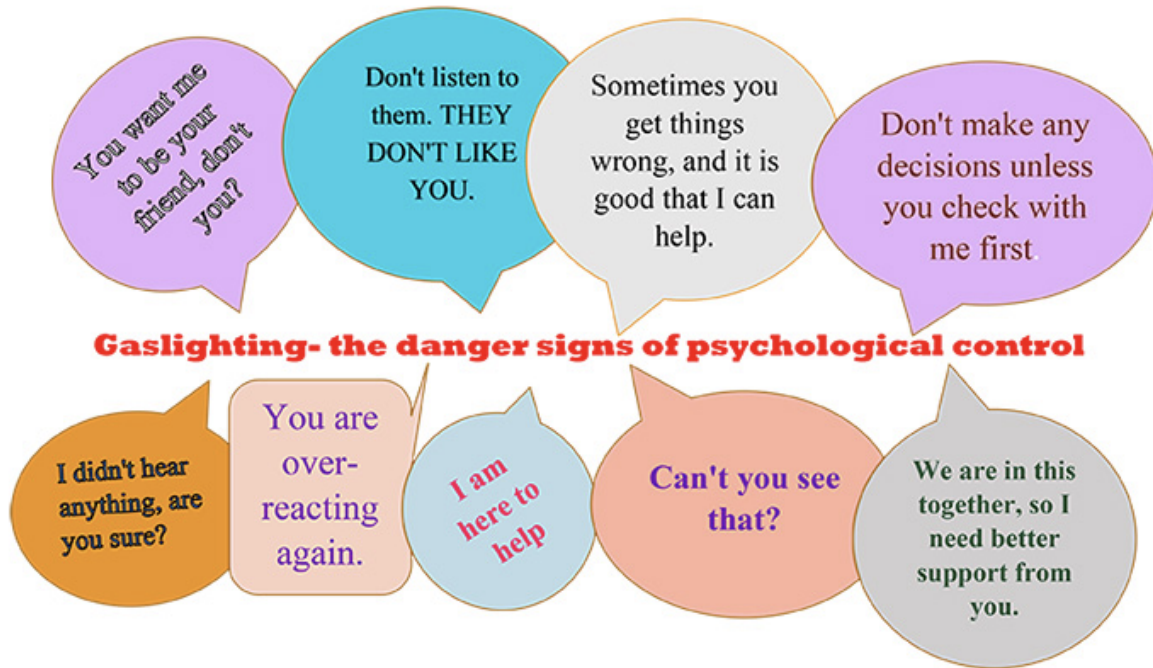 You want me
to be your
friend, don't
you?
Don't listen to
them. THEY
DON'T LIKE
YOU.
Sometimes you
get things
wrong, and it is
good that I can
help.
Don't make any
decisions unless
you check with
me first.
Gaslighting- the danger signs of psychological control
I didn't hear
anything, are
you sure?
You are
over-
reacting
again.
I am
here to
help
Can't you see
that?
We are in this
together, so I
need better
support from
you.